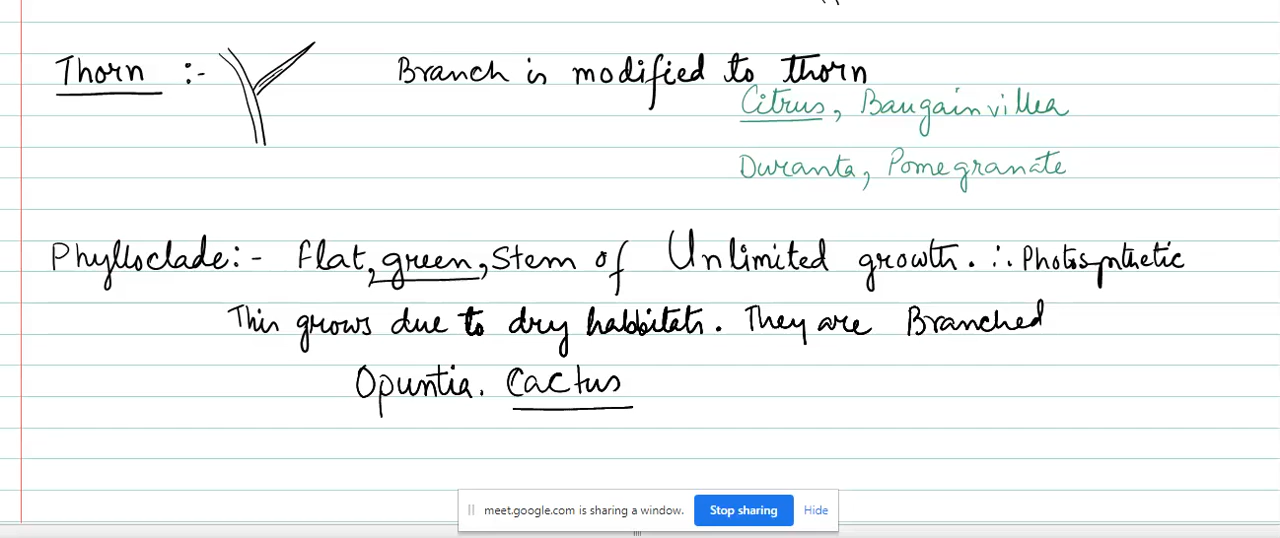 Thorn :- Branch is modified to thorn
Citrus, Baugainvillea
Duranta, Pomegranate
Phylloclade:- Flat, green, Stem of Unlimited growth. ∴ Photosynthetic
This grows due to dry habbitats. They are Branched
Opuntia. Cactus
meet.google.com is sharing a window. Stop sharing Hide